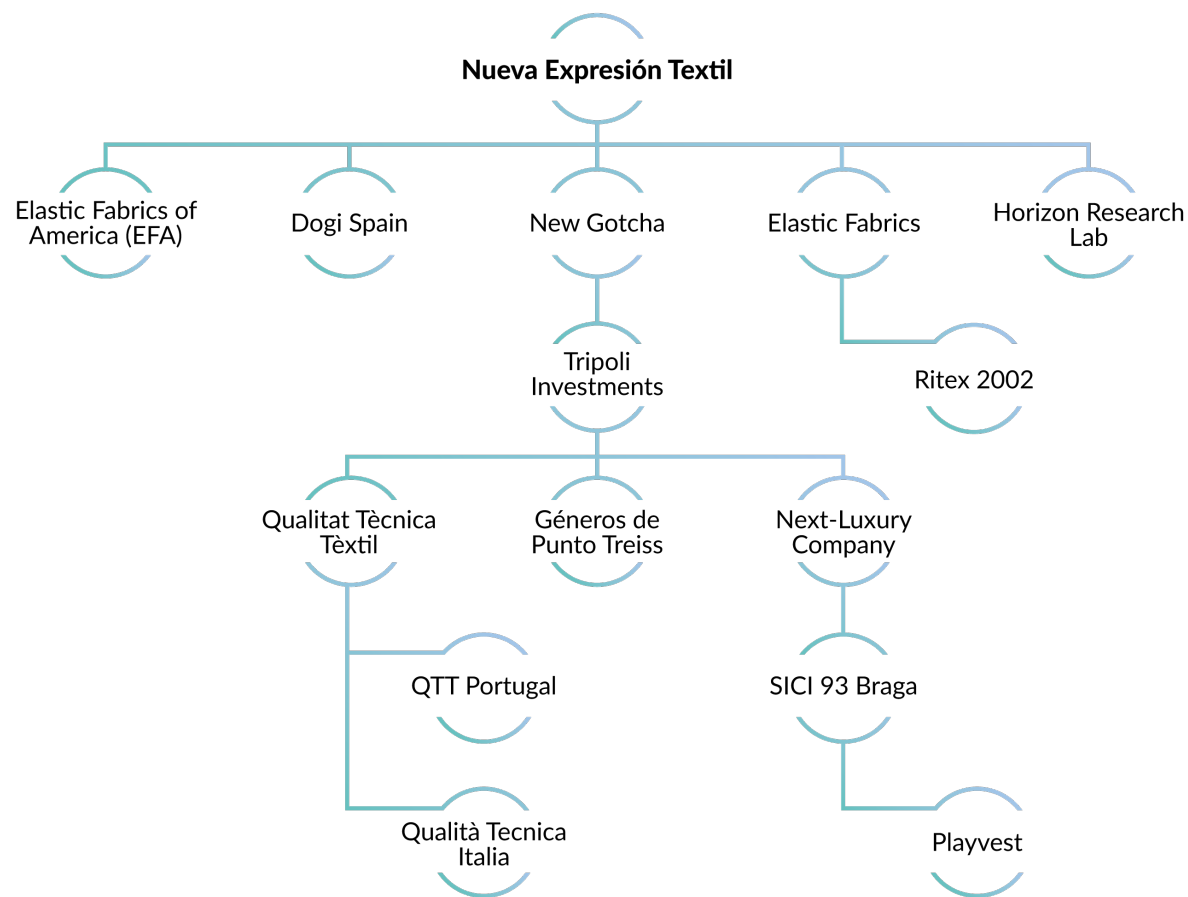 Nueva Expresión Textil
Elastic Fabrics of
America (EFA)
Dogi Spain
New Gotcha
Elastic Fabrics
Horizon Research
Lab
Tripoli
Investments
Ritex 2002
Qualitat Tècnica
Tèxtil
Géneros de
Punto Treiss
Next-Luxury
Company
QTT Portugal
SICI 93 Braga
Qualità Tecnica
Italia
Playvest